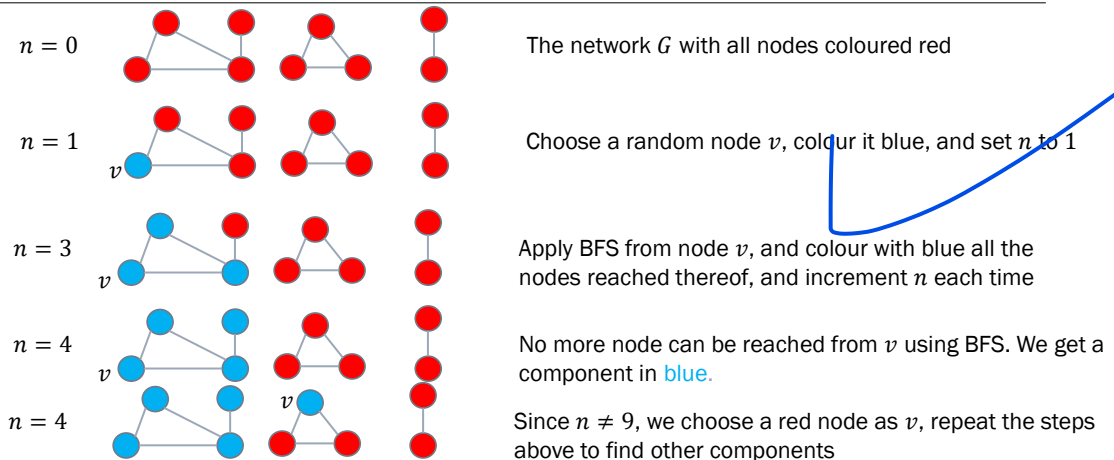 n = 0
The network G with all nodes coloured red
n = 1
v
Choose a random node v, colour it blue, and set n to 1
n = 3
v
Apply BFS from node v, and colour with blue all the
nodes reached thereof, and increment n each time
n = 4
v
No more node can be reached from v using BFS. We get a
component in blue.
n = 4
v
Since n ≠ 9, we choose a red node as v, repeat the steps
above to find other components